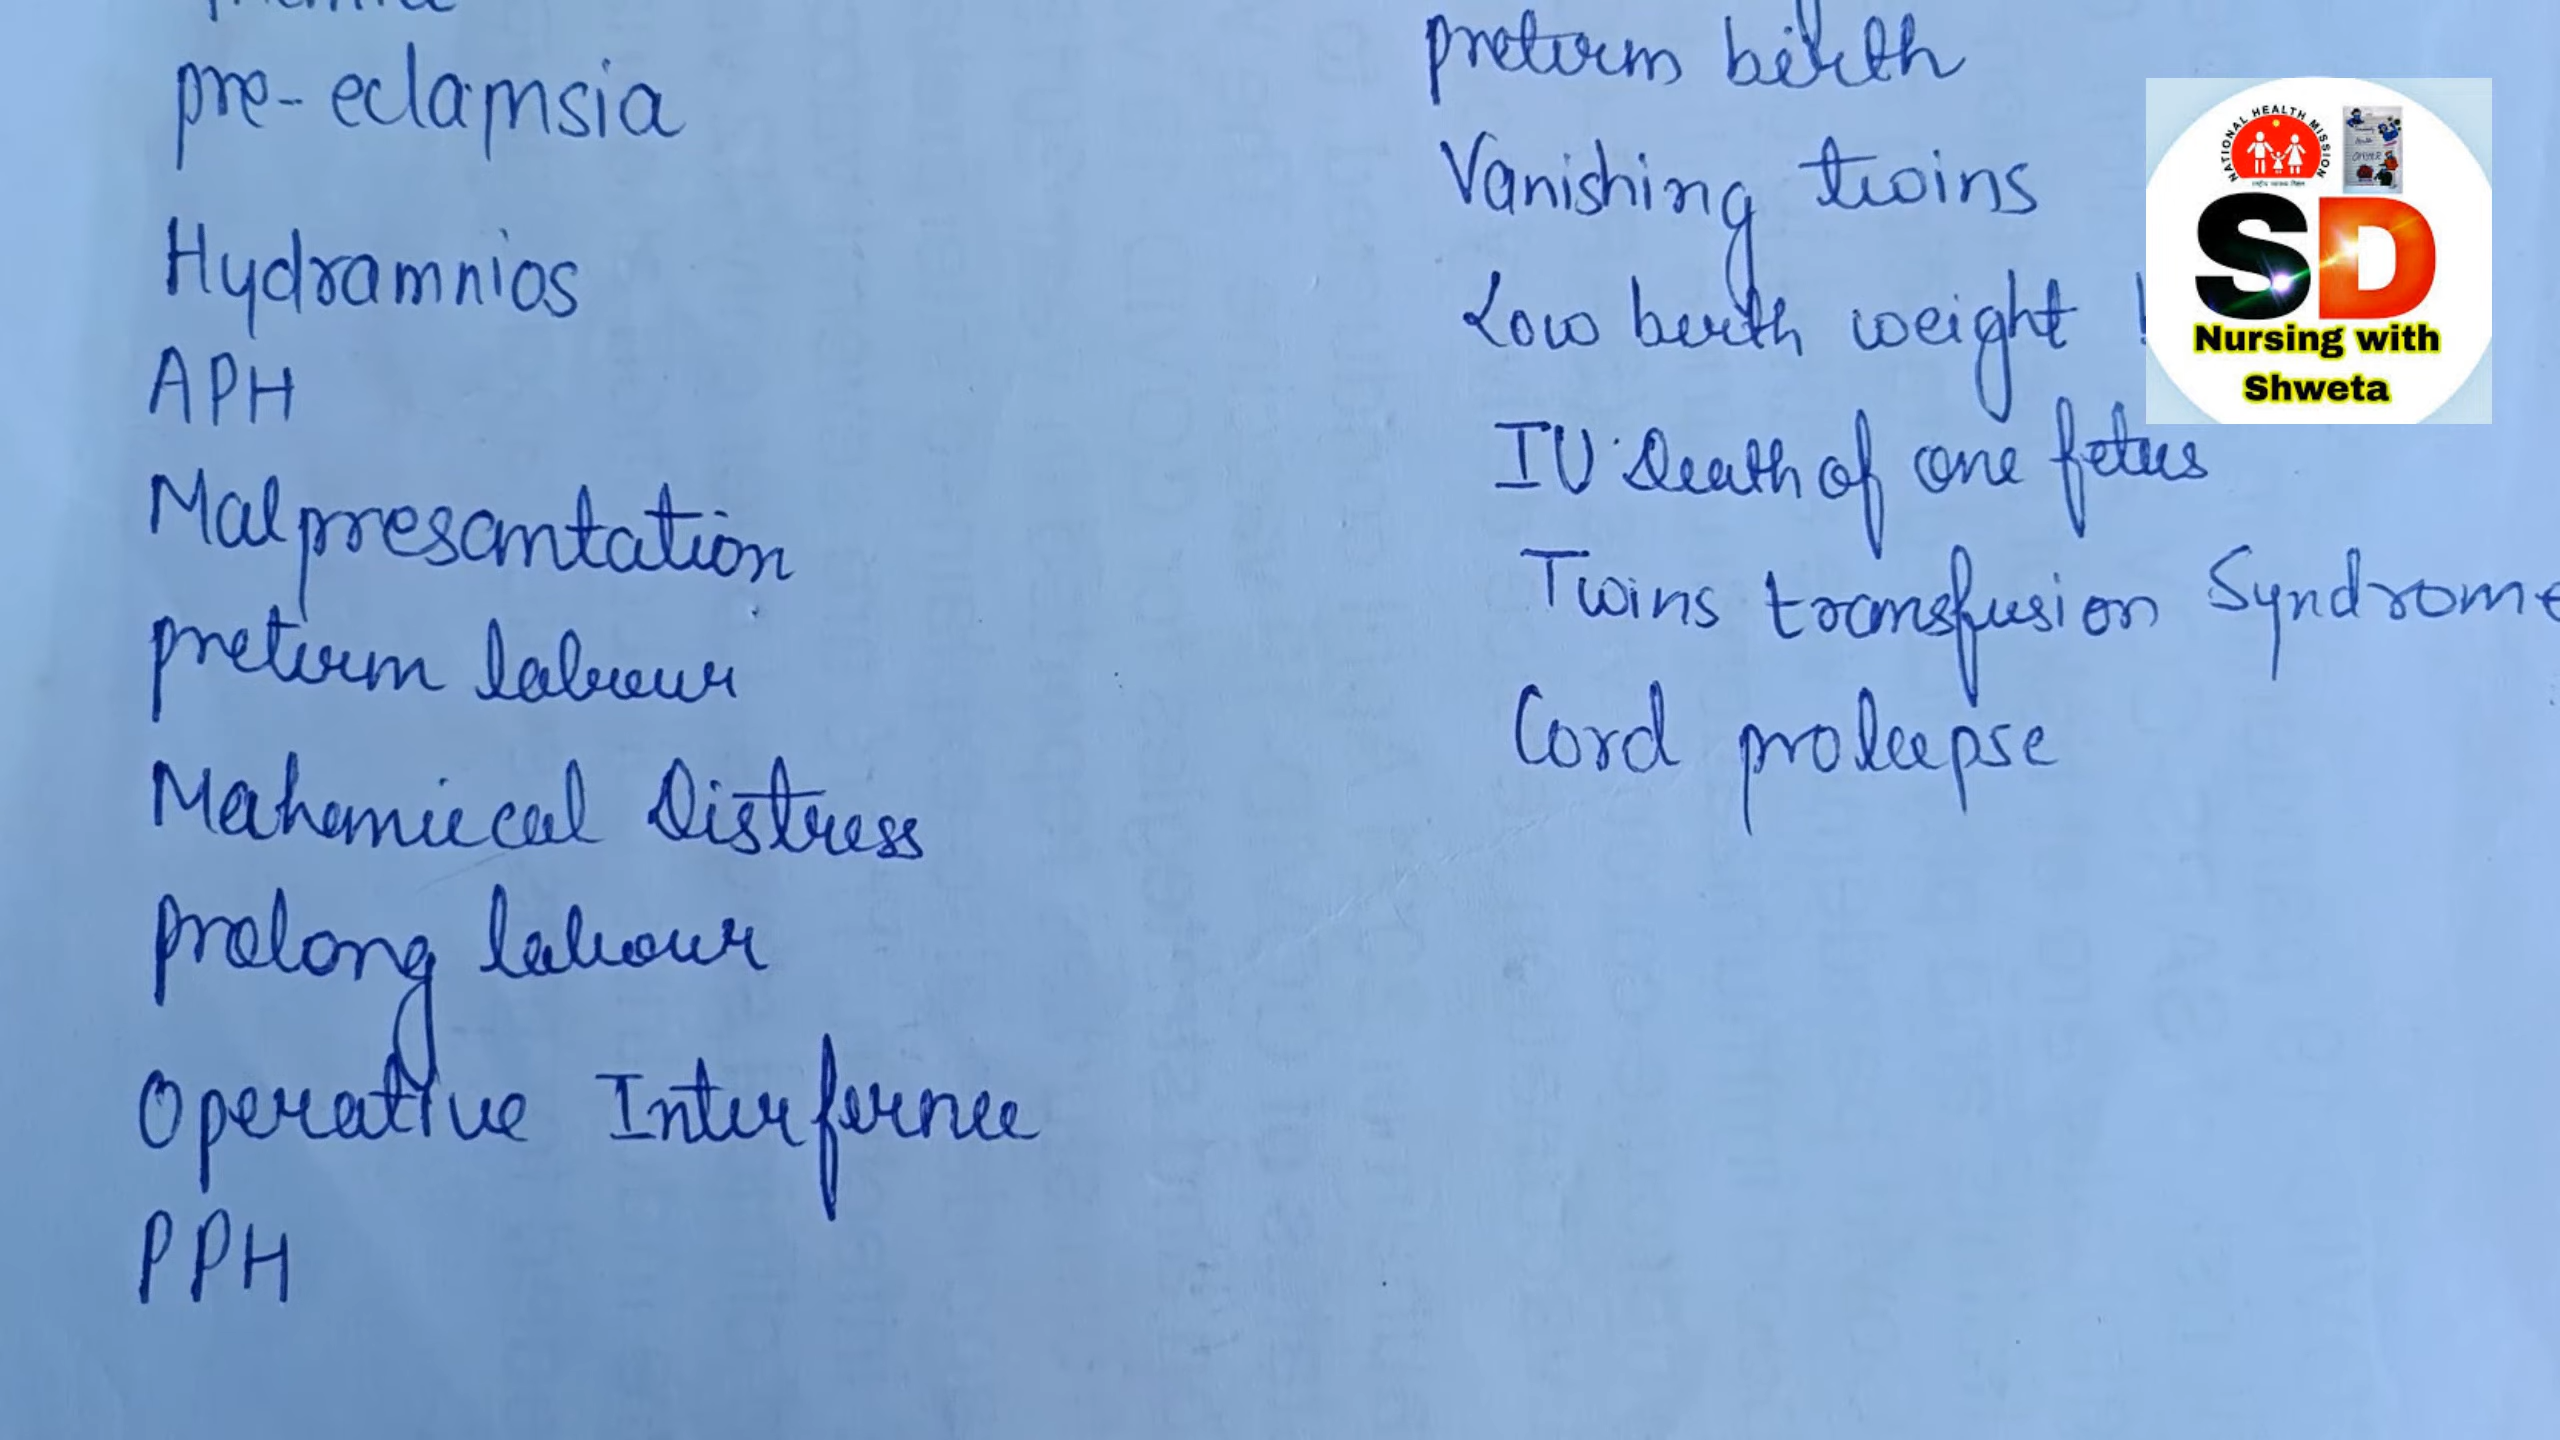 pre-eclamsia
Hydramnios
APH
Malpresantation
preterm labour
Mahemiecal Distress
prolong labour
Operative Interfernce
PPH
preterm birth
Vanishing twins
Low birth weight
IU Death of one fetus
Twins transfusion Syndrome
Cord prolapse
NATIONAL HEALTH MISSION
SD
Nursing with
Shweta